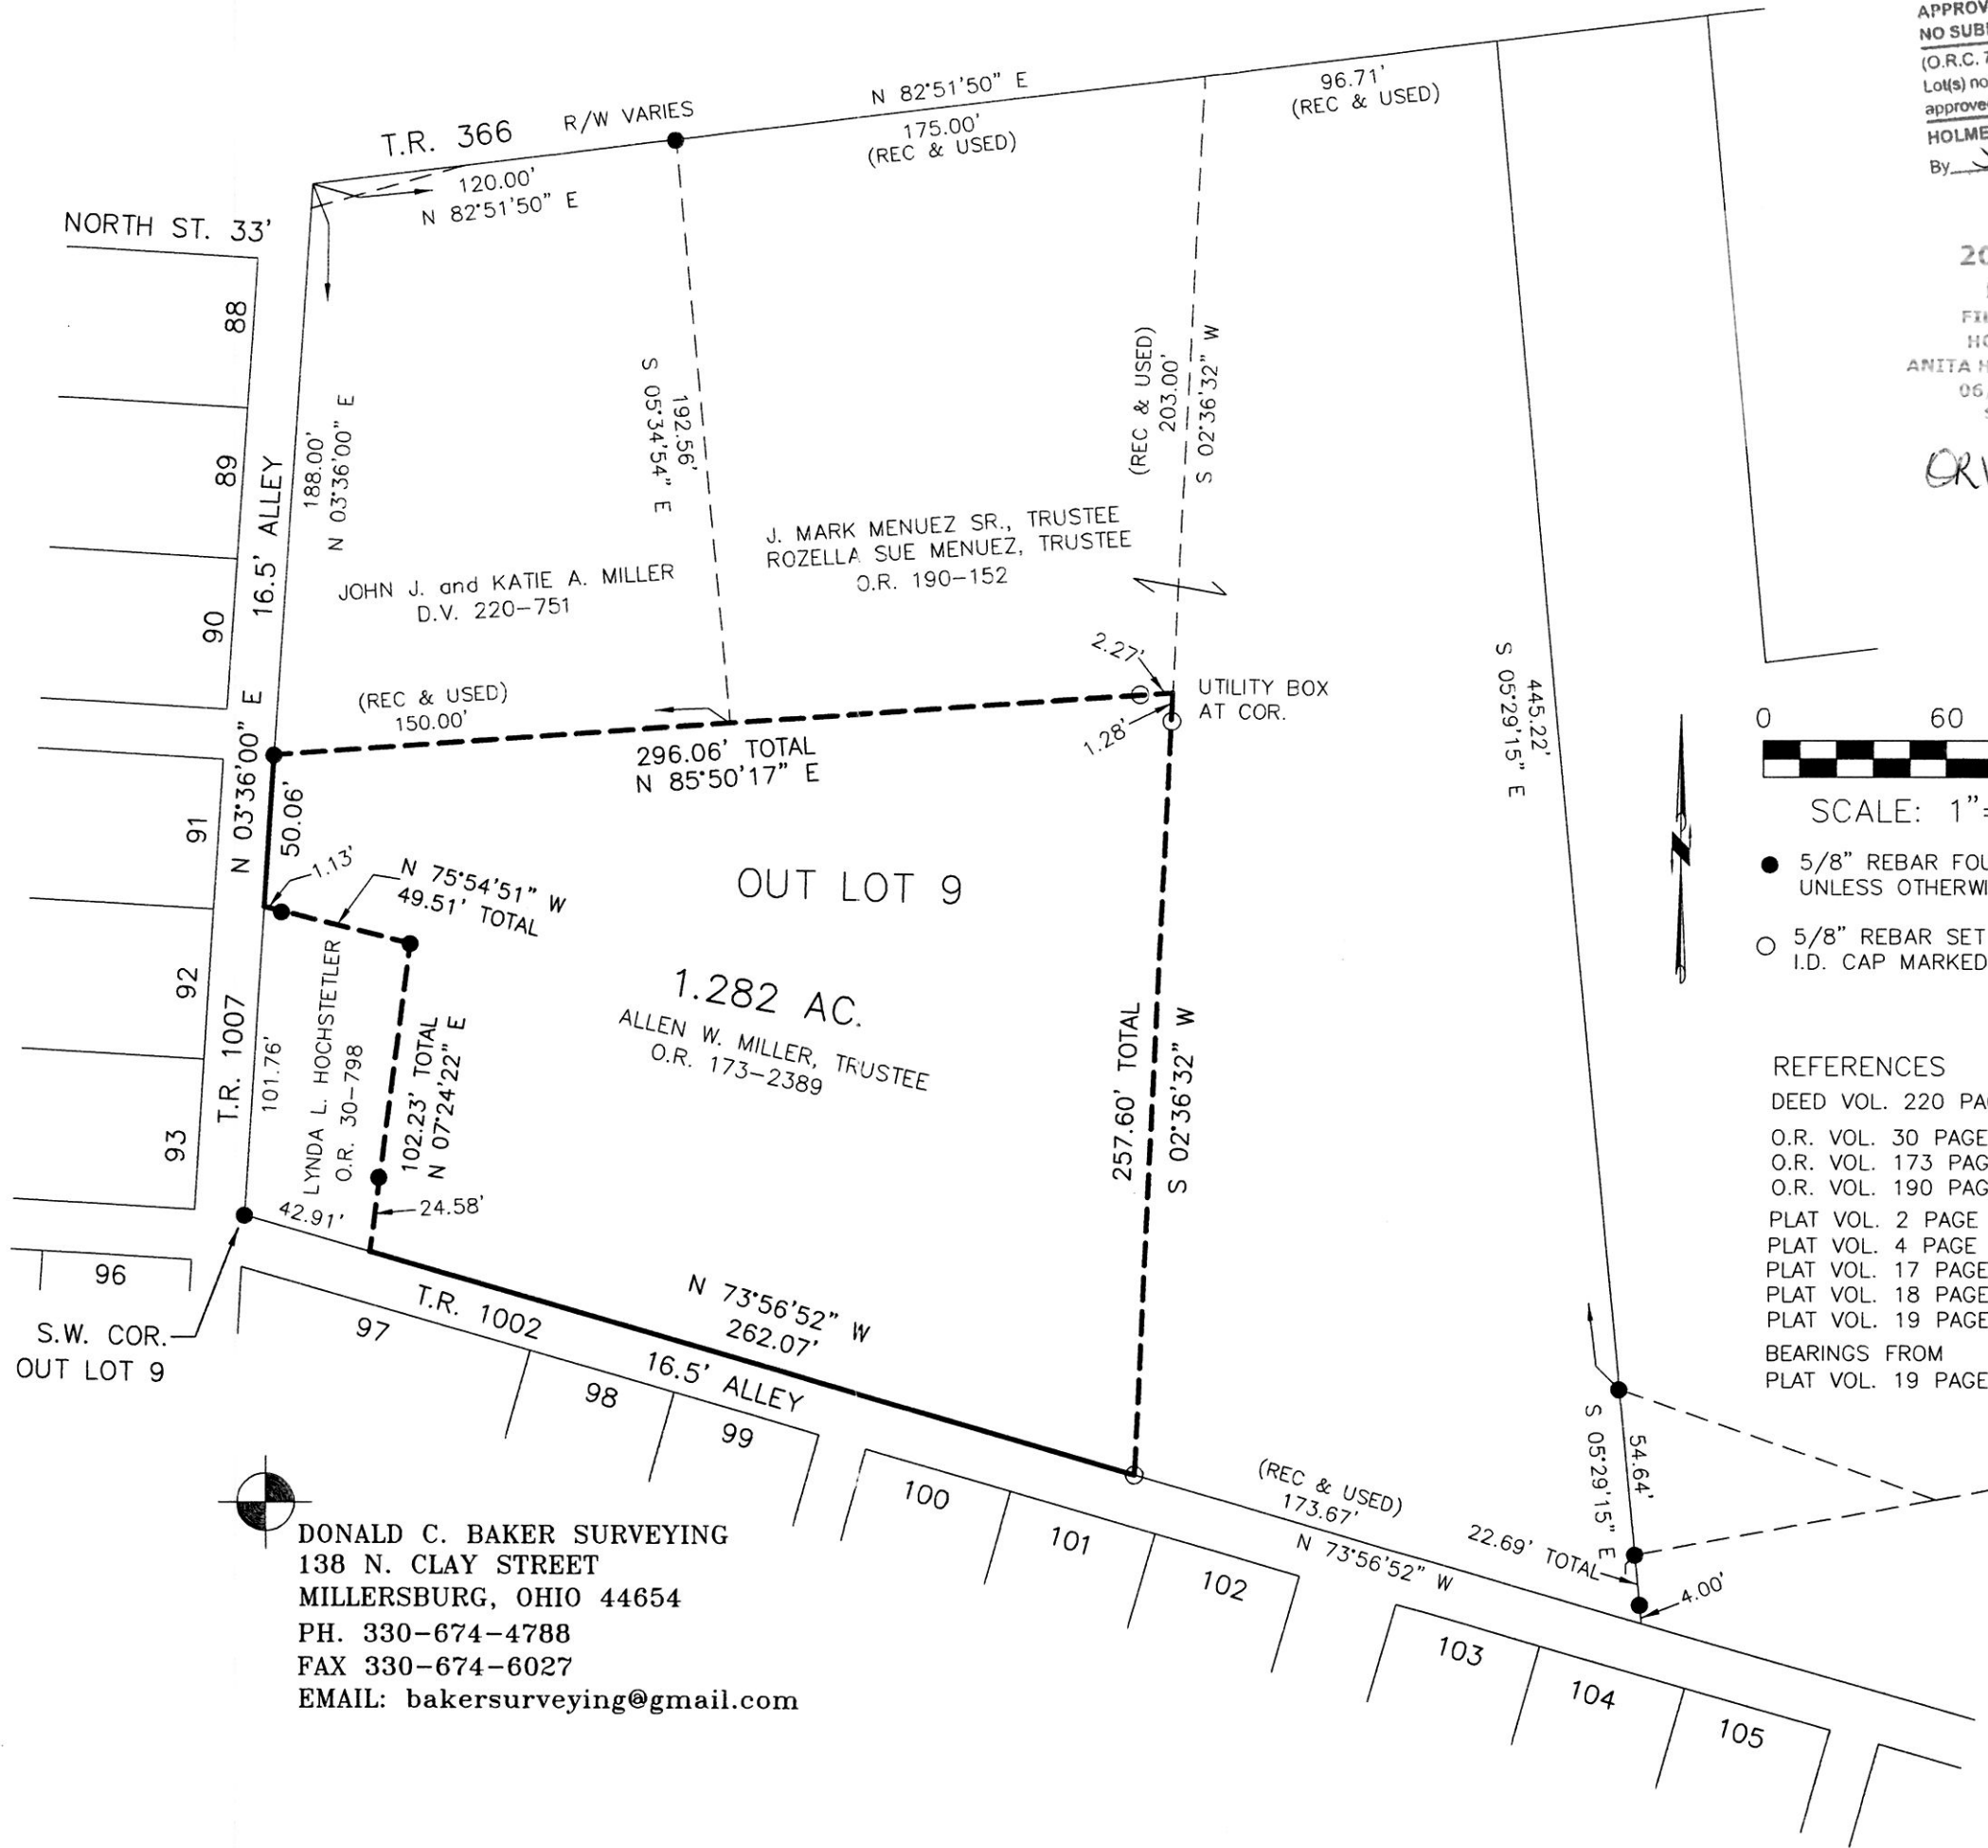 APPROV
NO SUB
(O.R.C. 7
Lot(s) no
approve
HOLME
By
N 82°51'50" E
175.00'
(REC & USED)
96.71'
(REC & USED)
T.R. 366
R/W VARIES
120.00'
N 82°51'50" E
NORTH ST. 33'
20
FI
HO
ANITA H
06
OR
88
89
90
91
92
93
96
16.5' ALLEY
188.00'
N 03°36'00" E
192.56'
S 05°34'54" E
(REC & USED)
203.00'
S 02°36'32" W
J. MARK MENUEZ SR., TRUSTEE
ROZELLA SUE MENUEZ, TRUSTEE
O.R. 190-152
JOHN J. and KATIE A. MILLER
D.V. 220-751
2.27'
1.28'
UTILITY BOX
AT COR.
(REC & USED)
150.00'
296.06' TOTAL
N 85°50'17" E
445.22'
S 05°29'15" E
N 03°36'00" E
50.06'
1.13'
N 75°54'51" W
49.51' TOTAL
OUT LOT 9
1.282 AC.
ALLEN W. MILLER, TRUSTEE
O.R. 173-2389
T.R. 1007
101.76'
LYNDA L. HOCHSTETLER
O.R. 30-798
102.23' TOTAL
N 07°24'22" E
24.58'
42.91'
257.60' TOTAL
S 02°36'32" W
0 60
SCALE: 1"=
5/8" REBAR FOU
UNLESS OTHERWI
5/8" REBAR SET
I.D. CAP MARKED
REFERENCES
DEED VOL. 220 PA
O.R. VOL. 30 PAGE
O.R. VOL. 173 PAG
O.R. VOL. 190 PAG
PLAT VOL. 2 PAGE
PLAT VOL. 4 PAGE
PLAT VOL. 17 PAGE
PLAT VOL. 18 PAGE
PLAT VOL. 19 PAGE
BEARINGS FROM
PLAT VOL. 19 PAGE
S.W. COR.
OUT LOT 9
T.R. 1002
16.5' ALLEY
N 73°56'52" W
262.07'
97
98
99
100
101
102
103
104
105
(REC & USED)
173.67'
N 73°56'52" W
54.64'
S 05°29'15" E
22.69' TOTAL
4.00'
DONALD C. BAKER SURVEYING
138 N. CLAY STREET
MILLERSBURG, OHIO 44654
PH. 330-674-4788
FAX 330-674-6027
EMAIL: bakersurveying@gmail.com